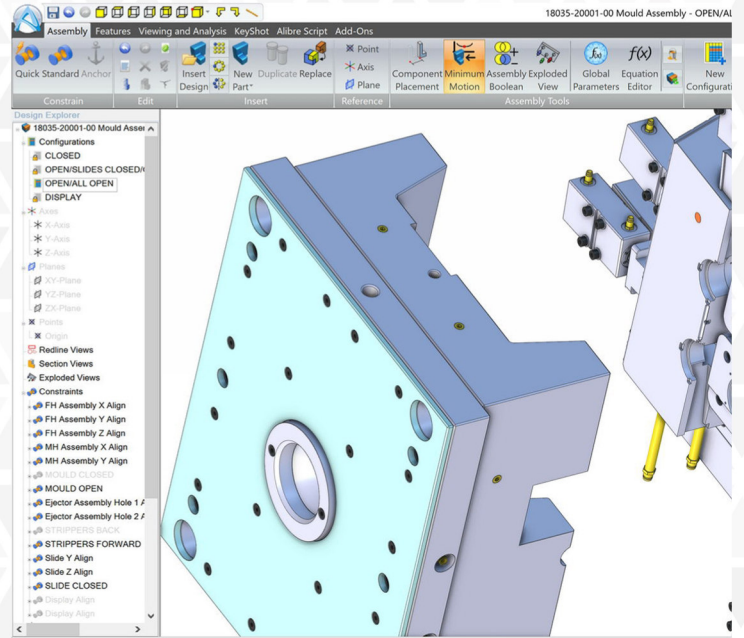 18035-20001-00 Mould Assembly - OPEN/AL
Assembly Features Viewing and Analysis KeyShot Alibre Script Add-Ons
Quick Standard Anchor
Constrain
Edit
Insert Design
New Part
Duplicate
Replace
Insert
Point
Axis
Plane
Reference
Component Placement
Minimum Motion
Assembly Boolean
Exploded View
Global Parameters
f(x)
Equation Editor
Assembly Tools
New
Configurati
Design Explorer
18035-20001-00 Mould Asser
Configurations
CLOSED
OPEN/SLIDES CLOSED/
OPEN/ALL OPEN
DISPLAY
Axes
X-Axis
Y-Axis
Z-Axis
Planes
XY-Plane
YZ-Plane
ZX-Plane
Points
Origin
Redline Views
Section Views
Exploded Views
Constraints
FH Assembly X Align
FH Assembly Y Align
FH Assembly Z Align
MH Assembly X Align
MH Assembly Y Align
MOULD CLOSED
MOULD OPEN
Ejector Assembly Hole 1 A
Ejector Assembly Hole 2 A
STRIPPERS BACK
STRIPPERS FORWARD
Slide Y Align
Slide Z Align
SLIDE CLOSED
Display Align
Display Align